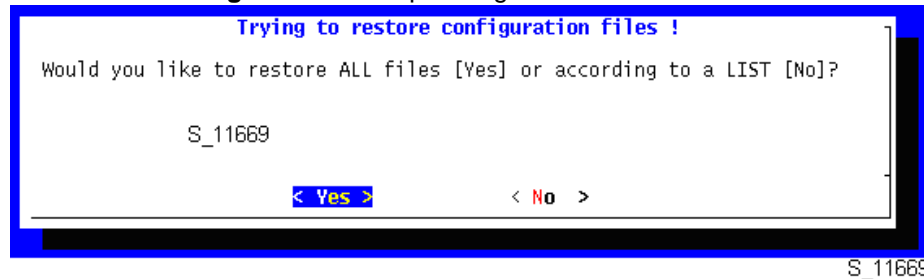 Trying to restore configuration files !
Would you like to restore ALL files [Yes] or according to a LIST [No]?
S_11669
< Yes > < No >
S_11669